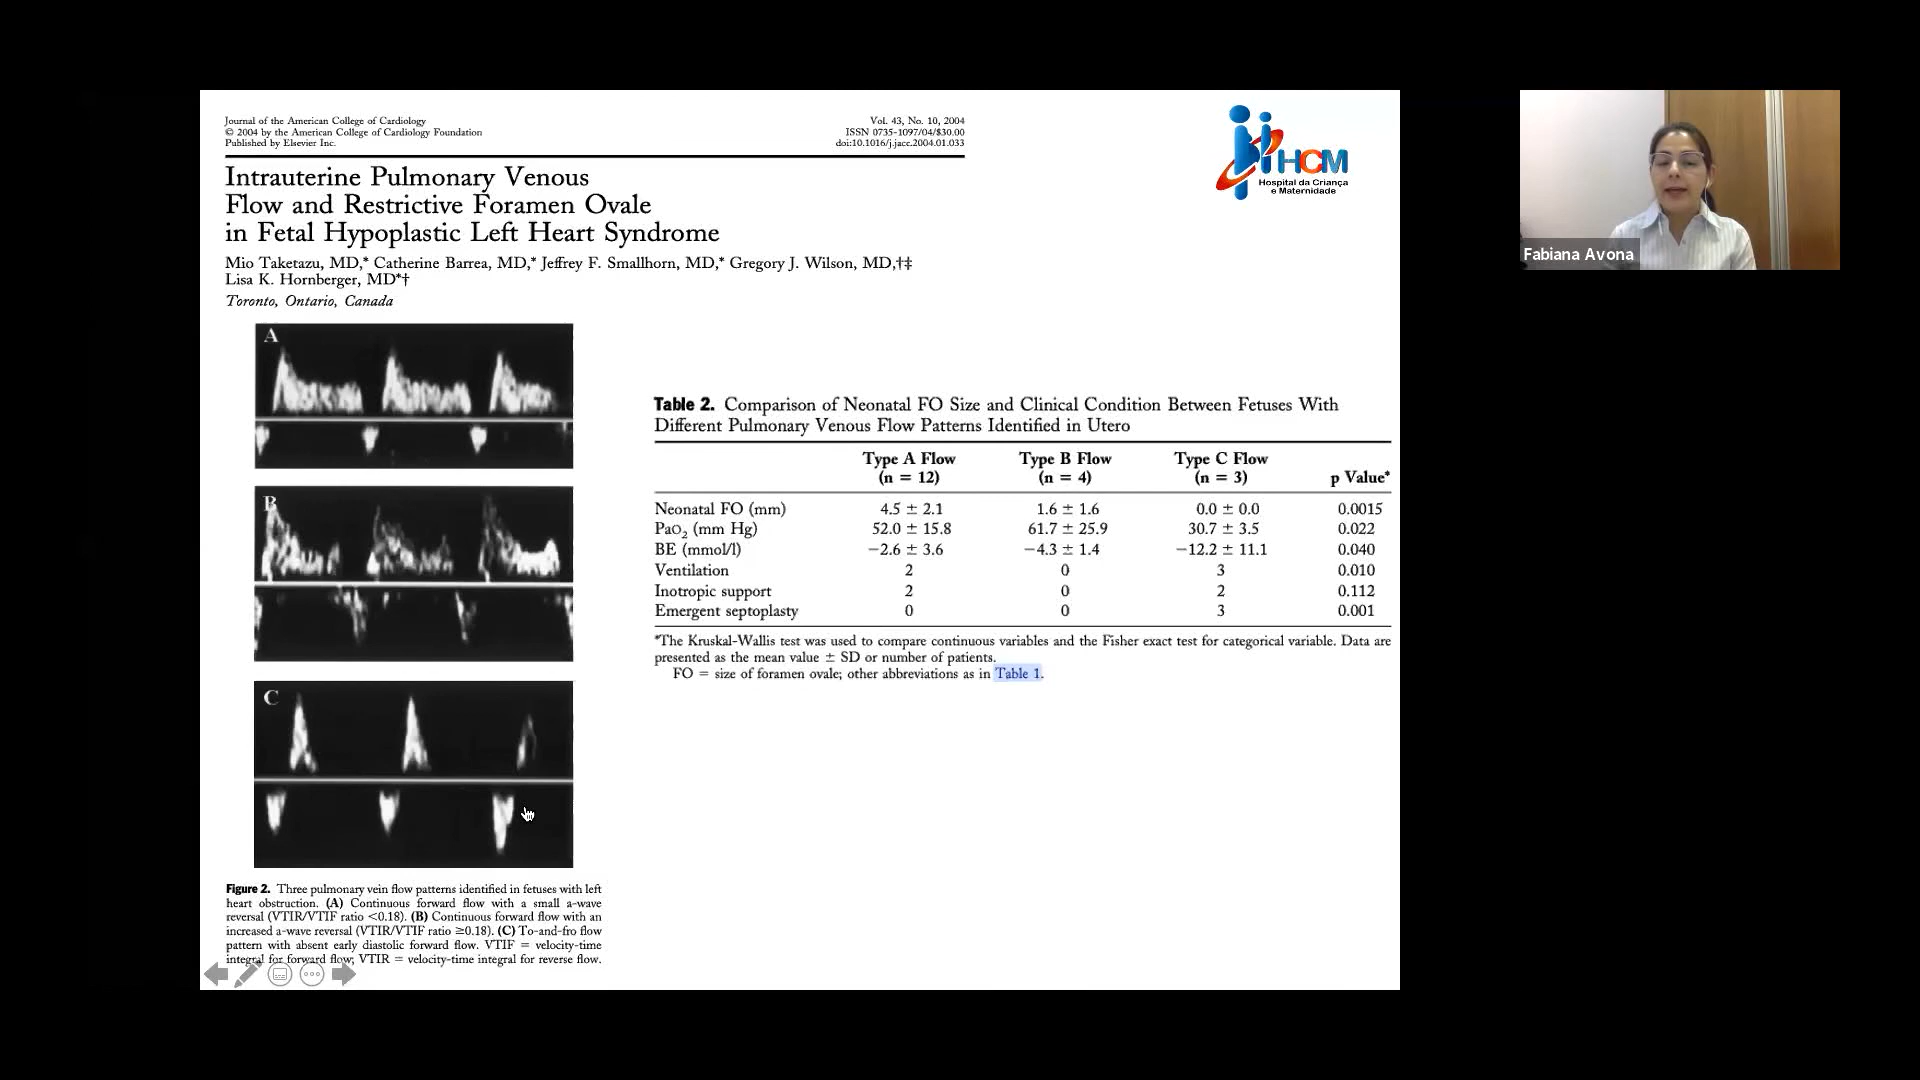 Journal of the American College of Cardiology
© 2004 by the American College of Cardiology Foundation
Published by Elsevier Inc.
Vol. 43, No. 10, 2004
ISSN 0735-1097/04/$30.00
doi:10.1016/j.jacc.2004.01.033
HCM
Hospital da Criança
e Maternidade
Fabiana Avona
Intrauterine Pulmonary Venous
Flow and Restrictive Foramen Ovale
in Fetal Hypoplastic Left Heart Syndrome
Mio Taketazu, MD,* Catherine Barrea, MD,* Jeffrey F. Smallhorn, MD,* Gregory J. Wilson, MD,†‡
Lisa K. Hornberger, MD*†
Toronto, Ontario, Canada
A
B
C
Figure 2. Three pulmonary vein flow patterns identified in fetuses with left
heart obstruction. (A) Continuous forward flow with a small a-wave
reversal (VTIR/VTIF ratio <0.18). (B) Continuous forward flow with an
increased a-wave reversal (VTIR/VTIF ratio ≥0.18). (C) To-and-fro flow
pattern with absent early diastolic forward flow. VTIF = velocity-time
integral for forward flow; VTIR = velocity-time integral for reverse flow.
Table 2. Comparison of Neonatal FO Size and Clinical Condition Between Fetuses With
Different Pulmonary Venous Flow Patterns Identified in Utero
Type A Flow (n = 12) Type B Flow (n = 4) Type C Flow (n = 3) p Value*
Neonatal FO (mm) 4.5 ± 2.1 1.6 ± 1.6 0.0 ± 0.0 0.0015
PaO₂ (mm Hg) 52.0 ± 15.8 61.7 ± 25.9 30.7 ± 3.5 0.022
BE (mmol/l) −2.6 ± 3.6 −4.3 ± 1.4 −12.2 ± 11.1 0.040
Ventilation 2 0 3 0.010
Inotropic support 2 0 2 0.112
Emergent septoplasty 0 0 3 0.001
*The Kruskal-Wallis test was used to compare continuous variables and the Fisher exact test for categorical variable. Data are
presented as the mean value ± SD or number of patients.
FO = size of foramen ovale; other abbreviations as in Table 1.